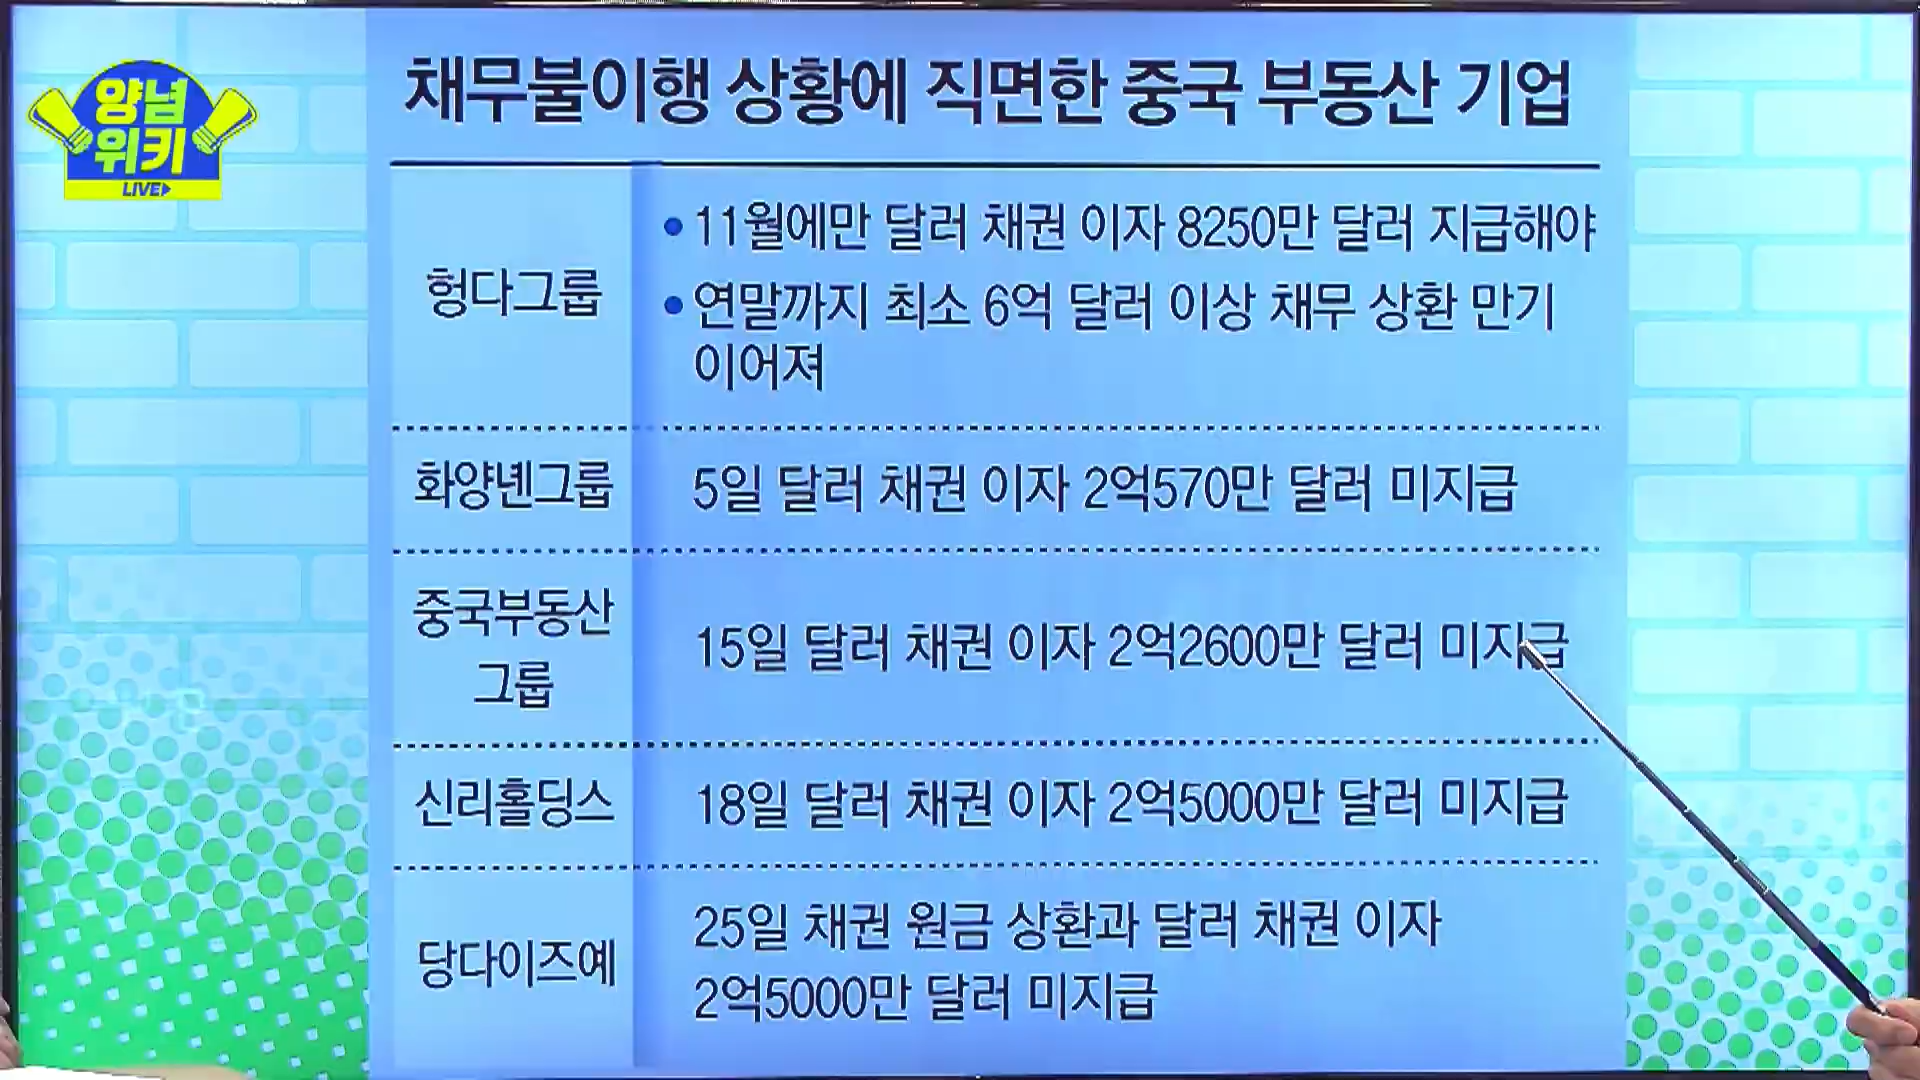 양념
위키
LIVE
채무불이행 상황에 직면한 중국 부동산 기업
헝다그룹
• 11월에만 달러 채권 이자 8250만 달러 지급해야
• 연말까지 최소 6억 달러 이상 채무 상환 만기
이어져
화양녠그룹
5일 달러 채권 이자 2억570만 달러 미지급
중국부동산
그룹
15일 달러 채권 이자 2억2600만 달러 미지급
신리홀딩스
18일 달러 채권 이자 2억5000만 달러 미지급
당다이즈예
25일 채권 원금 상환과 달러 채권 이자
2억5000만 달러 미지급